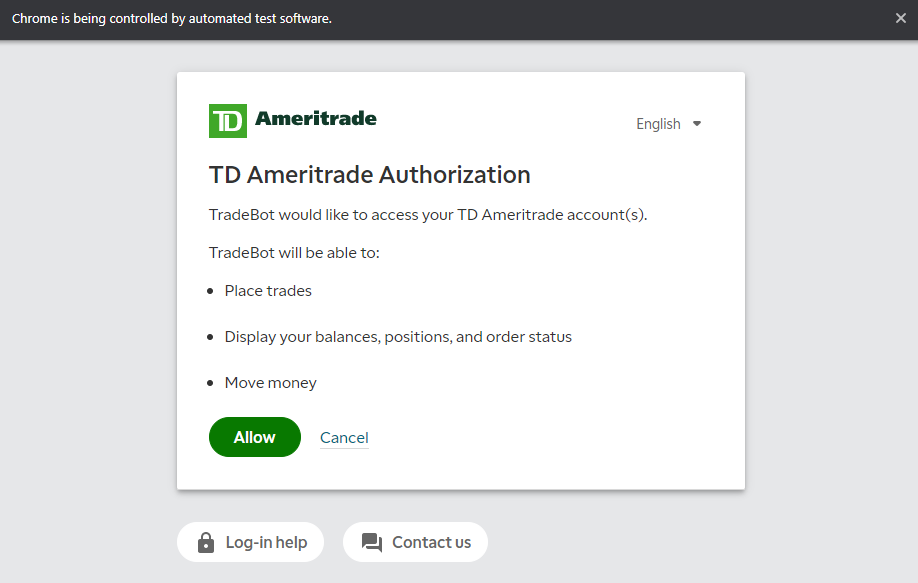 Chrome is being controlled by automated test software.
TD Ameritrade
English
TD Ameritrade Authorization
TradeBot would like to access your TD Ameritrade account(s).
TradeBot will be able to:
Place trades
Display your balances, positions, and order status
Move money
Allow Cancel
Log-in help Contact us